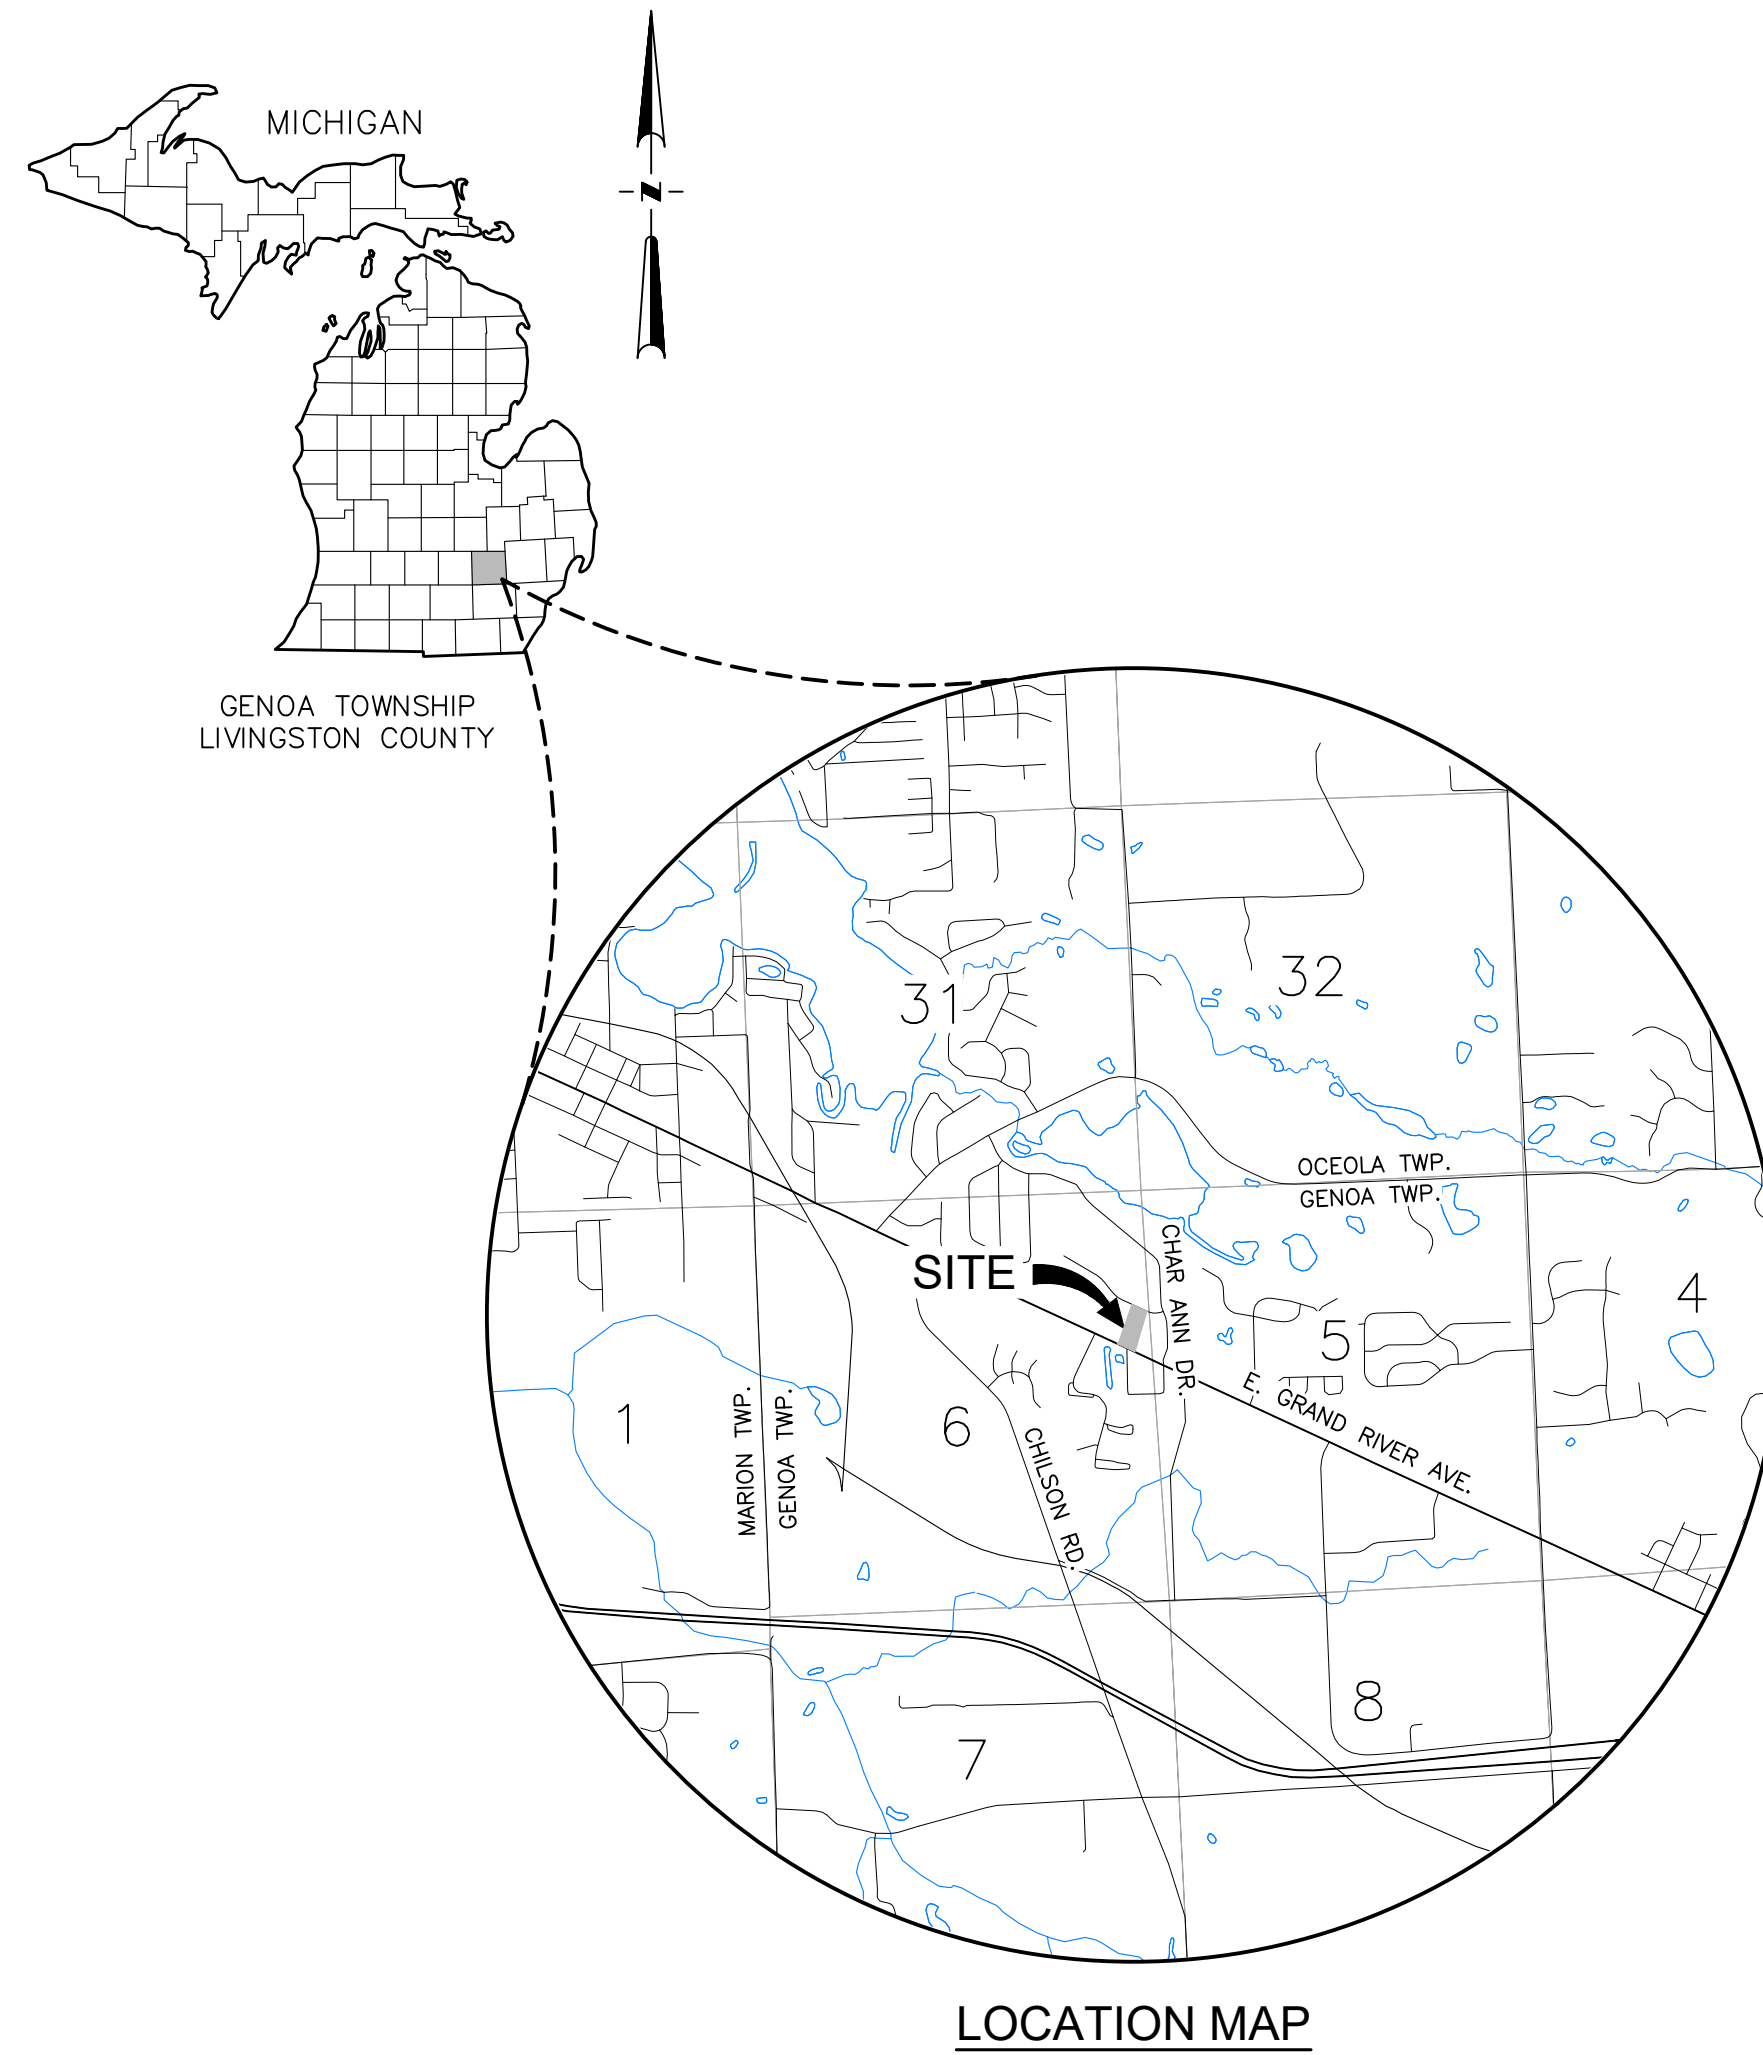 MICHIGAN
N
GENOA TOWNSHIP
LIVINGSTON COUNTY
31
32
OCEOLA TWP.
GENOA TWP.
CHAR ANN DR.
SITE
4
5
1
6
MARION TWP.
GENOA TWP.
CHILSON RD.
E. GRAND RIVER AVE.
8
7
LOCATION MAP